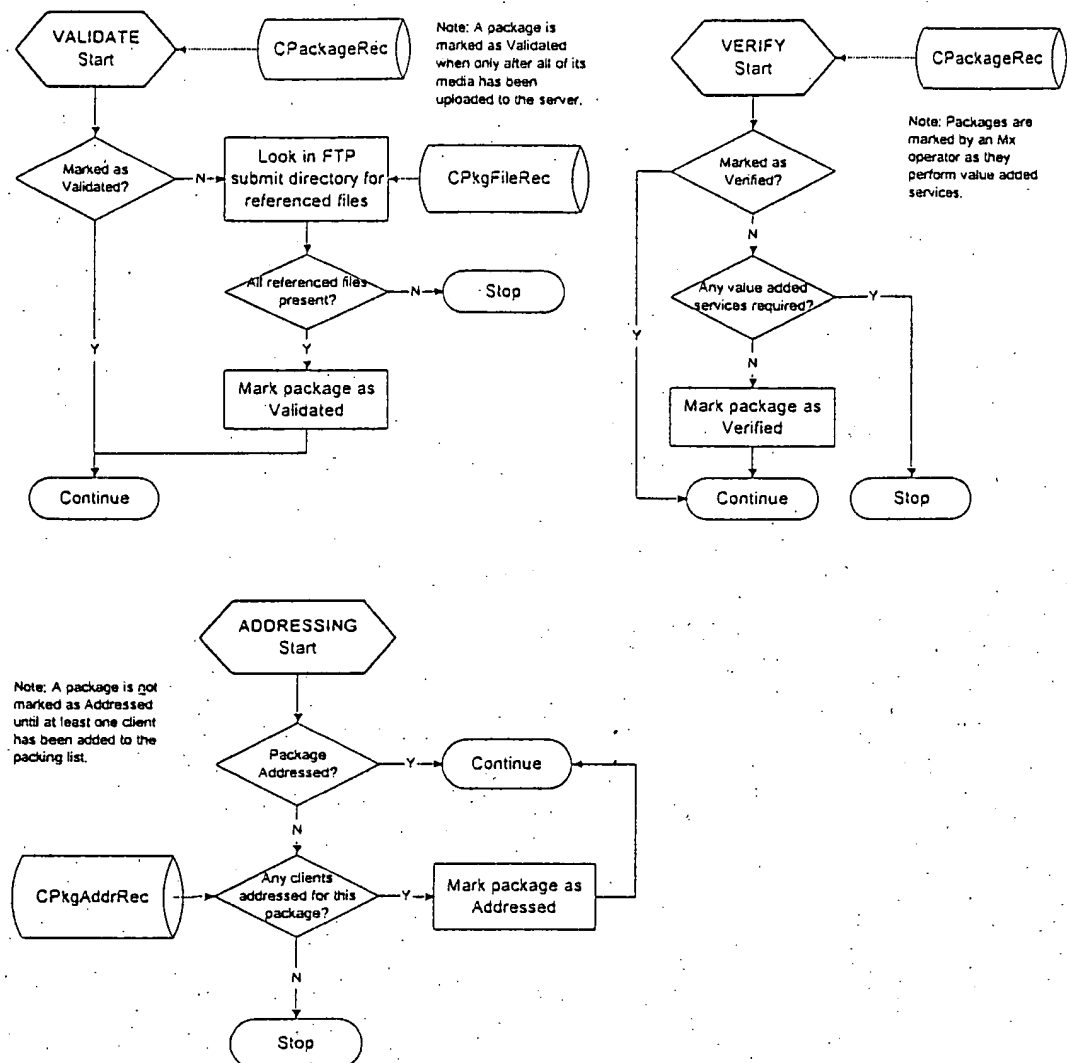 VALIDATE
Start
CPackageRec
Note: A package is
marked as Validated
when only after all of its
media has been
uploaded to the server.
Marked as
Validated?
N
Look in FTP
submit directory for
referenced files
CPkgFileRec
All referenced files
present?
N
Stop
Y
Y
Mark package as
Validated
Continue
VERIFY
Start
CPackageRec
Note: Packages are
marked by an Mx
operator as they
perform value added
services.
Marked as
Verified?
N
Any value added
services required?
Y
Y
N
Mark package as
Verified
Continue
Stop
ADDRESSING
Start
Note: A package is not
marked as Addressed
until at least one client
has been added to the
packing list.
Package
Addressed?
Y
Continue
N
CPkgAddrRec
Any clients
addressed for this
package?
Y
Mark package as
Addressed
N
Stop